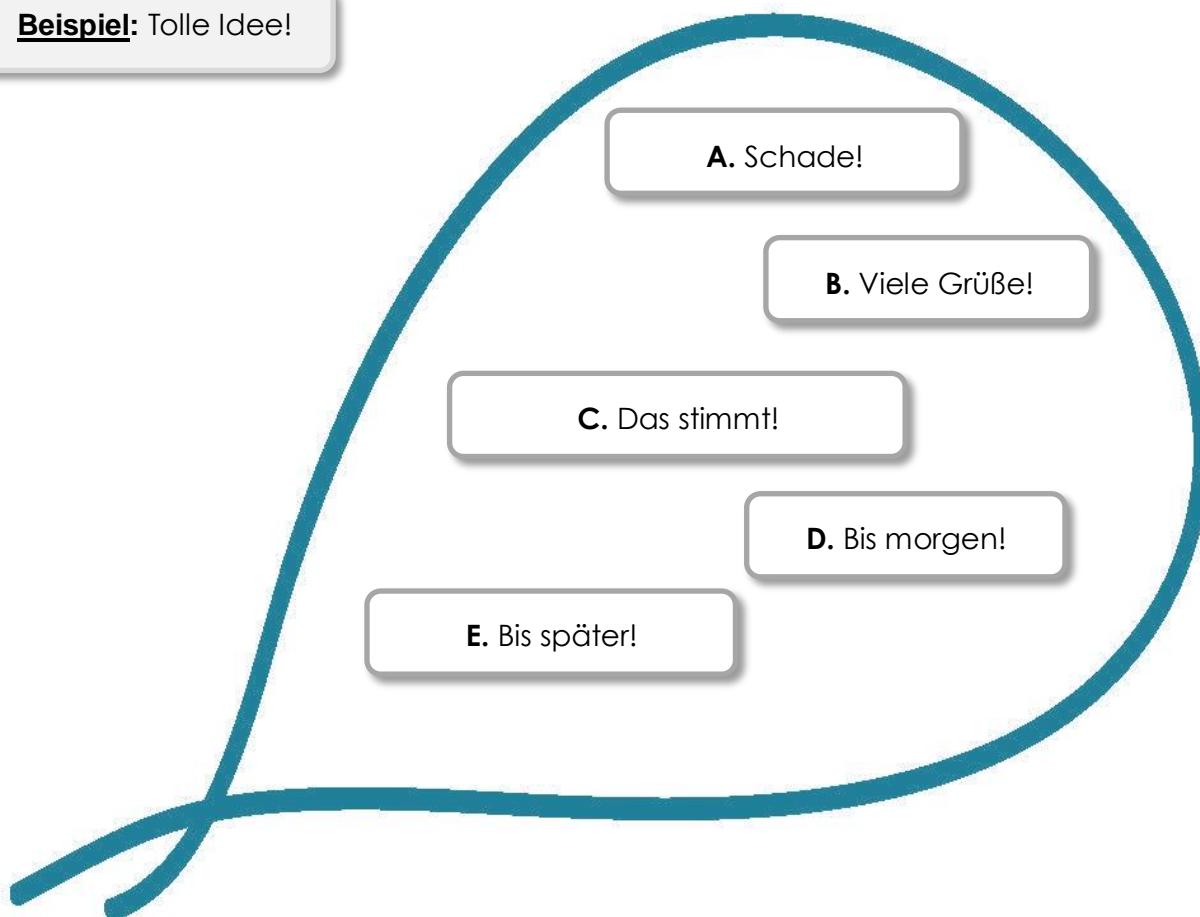 Beispiel: Tolle Idee!
A. Schade!
B. Viele Grüße!
C. Das stimmt!
D. Bis morgen!
E. Bis später!